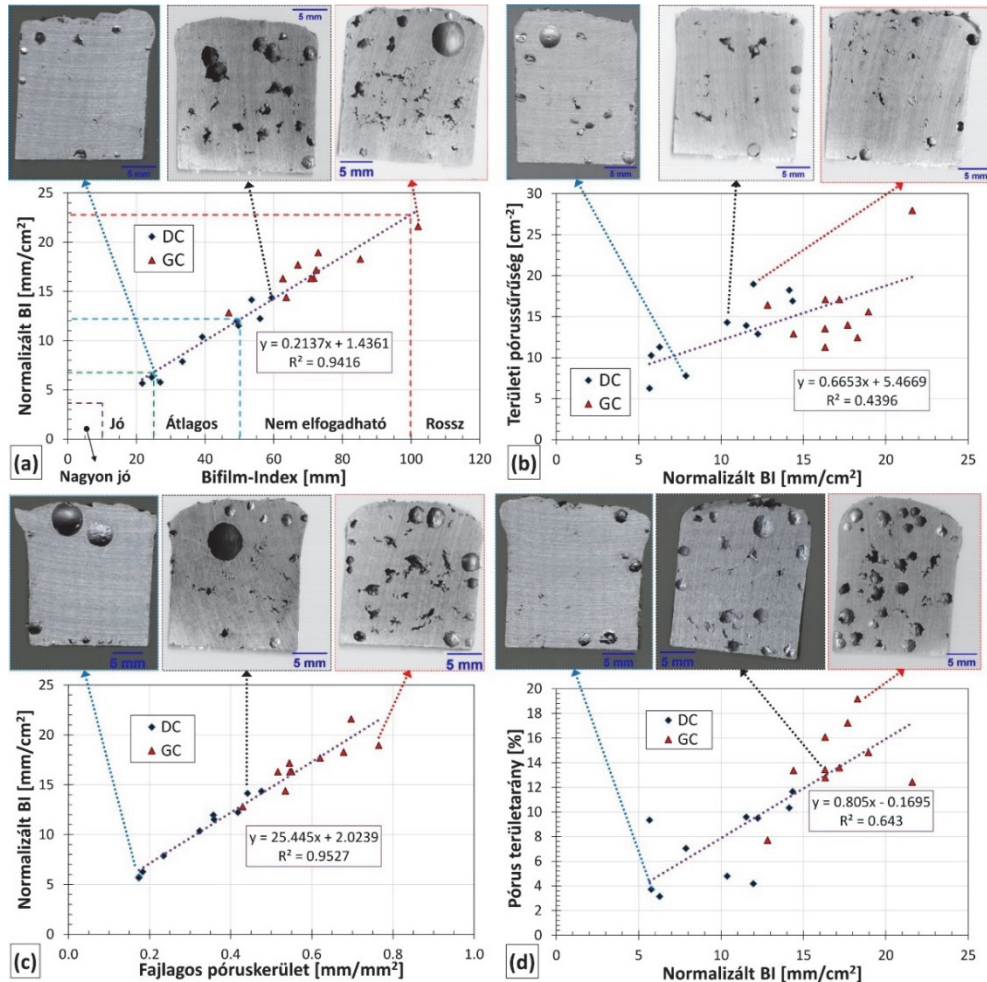 5 mm
5 mm
5 mm
5 mm
5 mm
5 mm
Normalizált BI [mm/cm²]
25
20
15
10
5
0
DC
GC
y = 0.2137x + 1.4361
R² = 0.9416
Jó
Átlagos
Nem elfogadható
Rossz
0 20 40 60 80 100 120
(a)
Nagyon jó
Bifilm-Index [mm]
Területi pórussűrűség [cm⁻²]
30
25
20
15
10
5
0
DC
GC
y = 0.6653x + 5.4669
R² = 0.4396
0 5 10 15 20 25
(b)
Normalizált BI [mm/cm²]
5 mm
5 mm
5 mm
5 mm
5 mm
5 mm
Normalizált BI [mm/cm²]
25
20
15
10
5
0
DC
GC
y = 25.445x + 2.0239
R² = 0.9527
0.0 0.2 0.4 0.6 0.8 1.0
(c)
Fajlagos póruskerület [mm/mm²]
Pórus területarány [%]
20
18
16
14
12
10
8
6
4
2
0
DC
GC
y = 0.805x - 0.1695
R² = 0.643
0 5 10 15 20 25
(d)
Normalizált BI [mm/cm²]